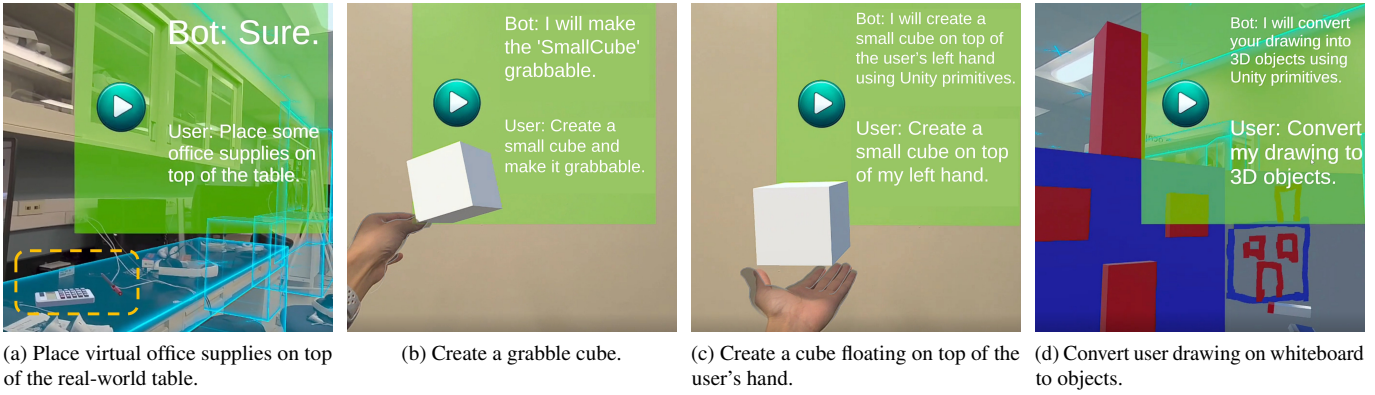 Bot: Sure.
User: Place some
office supplies on
top of the table.
Bot: I will make
the 'SmallCube'
grabbable.
User: Create a
small cube and
make it grabbable.
Bot: I will create a
small cube on top of
the user's left hand
using Unity primitives.
User: Create a
small cube on top
of my left hand.
Bot: I will convert
your drawing into
3D objects using
Unity primitives.
User: Convert
my drawing to
3D objects.
(a) Place virtual office supplies on top
of the real-world table.
(b) Create a grabble cube.
(c) Create a cube floating on top of the
user's hand.
(d) Convert user drawing on whiteboard
to objects.